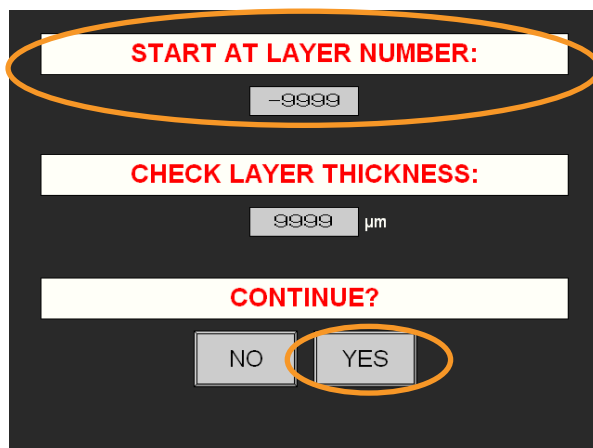 START AT LAYER NUMBER:
-9999
CHECK LAYER THICKNESS:
9999 µm
CONTINUE?
NO YES